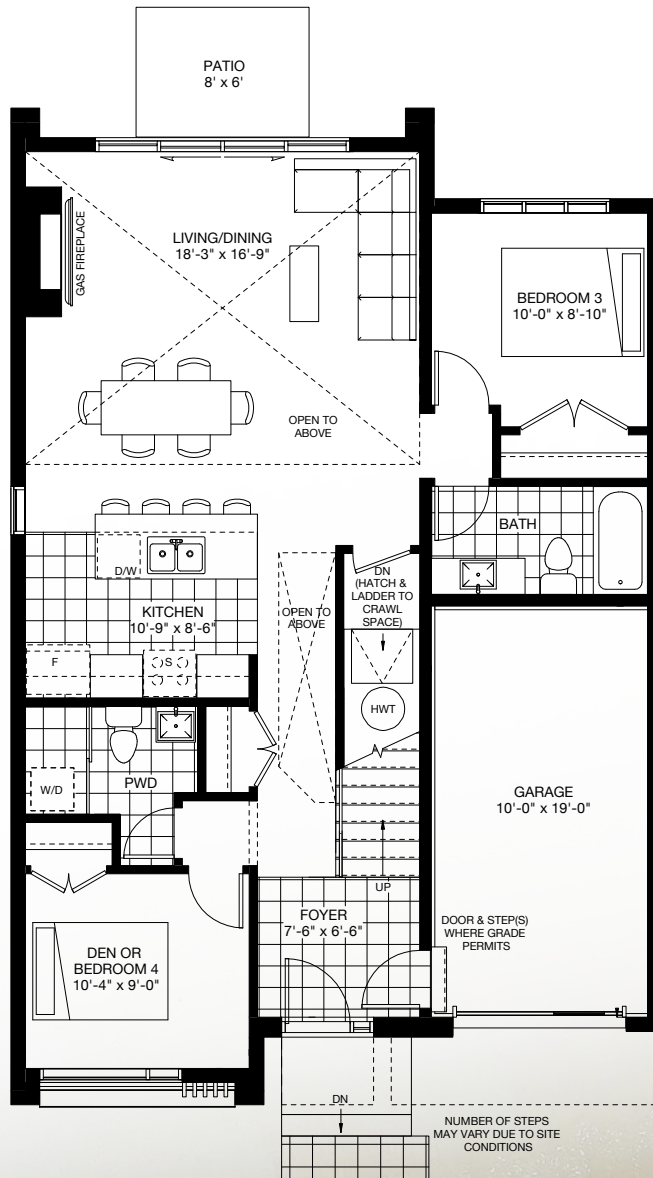 PATIO
8' x 6'
GAS FIREPLACE
LIVING/DINING
18'-3" x 16'-9"
BEDROOM 3
10'-0" x 8'-10"
OPEN TO
ABOVE
BATH
D/W
DN
(HATCH &
LADDER TO
CRAWL
SPACE)
KITCHEN
10'-9" x 8'-6"
OPEN TO
ABOVE
F
S
HWT
W/D
PWD
GARAGE
10'-0" x 19'-0"
UP
FOYER
7'-6" x 6'-6"
DOOR & STEP(S)
WHERE GRADE
PERMITS
DEN OR
BEDROOM 4
10'-4" x 9'-0"
DN
NUMBER OF STEPS
MAY VARY DUE TO SITE
CONDITIONS